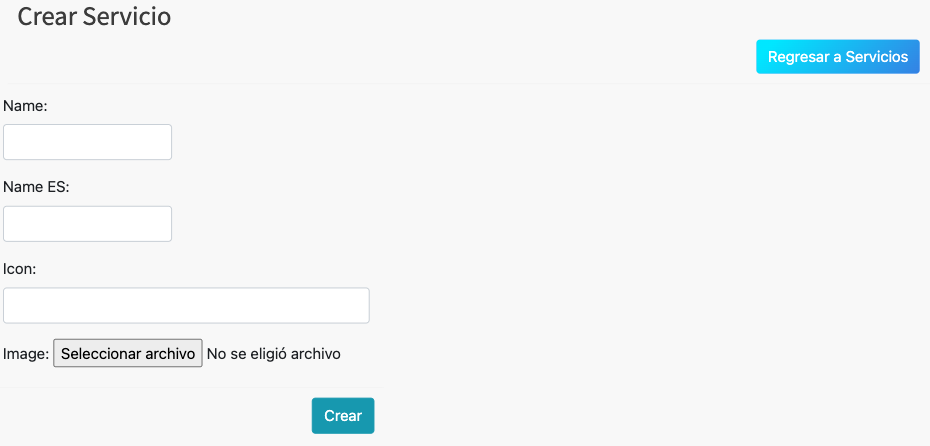 Crear Servicio
Regresar a Servicios
Name:
Name ES:
Icon:
Image: Seleccionar archivo No se eligió archivo
Crear